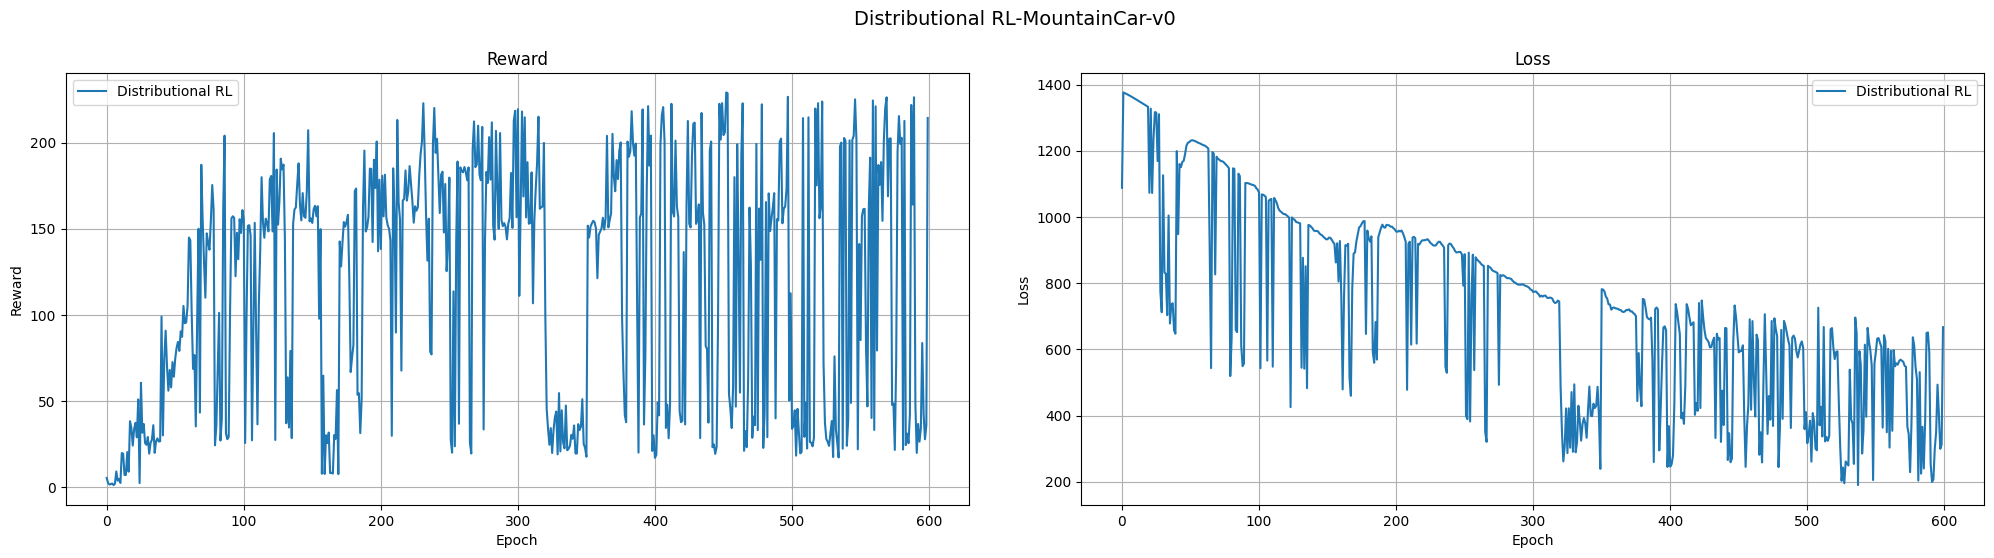 Distributional RL-MountainCar-v0
Reward
Distributional RL
Reward
200
150
100
50
0
0 100 200 300 400 500 600
Epoch
Loss
Distributional RL
Loss
1400
1200
1000
800
600
400
200
0 100 200 300 400 500 600
Epoch